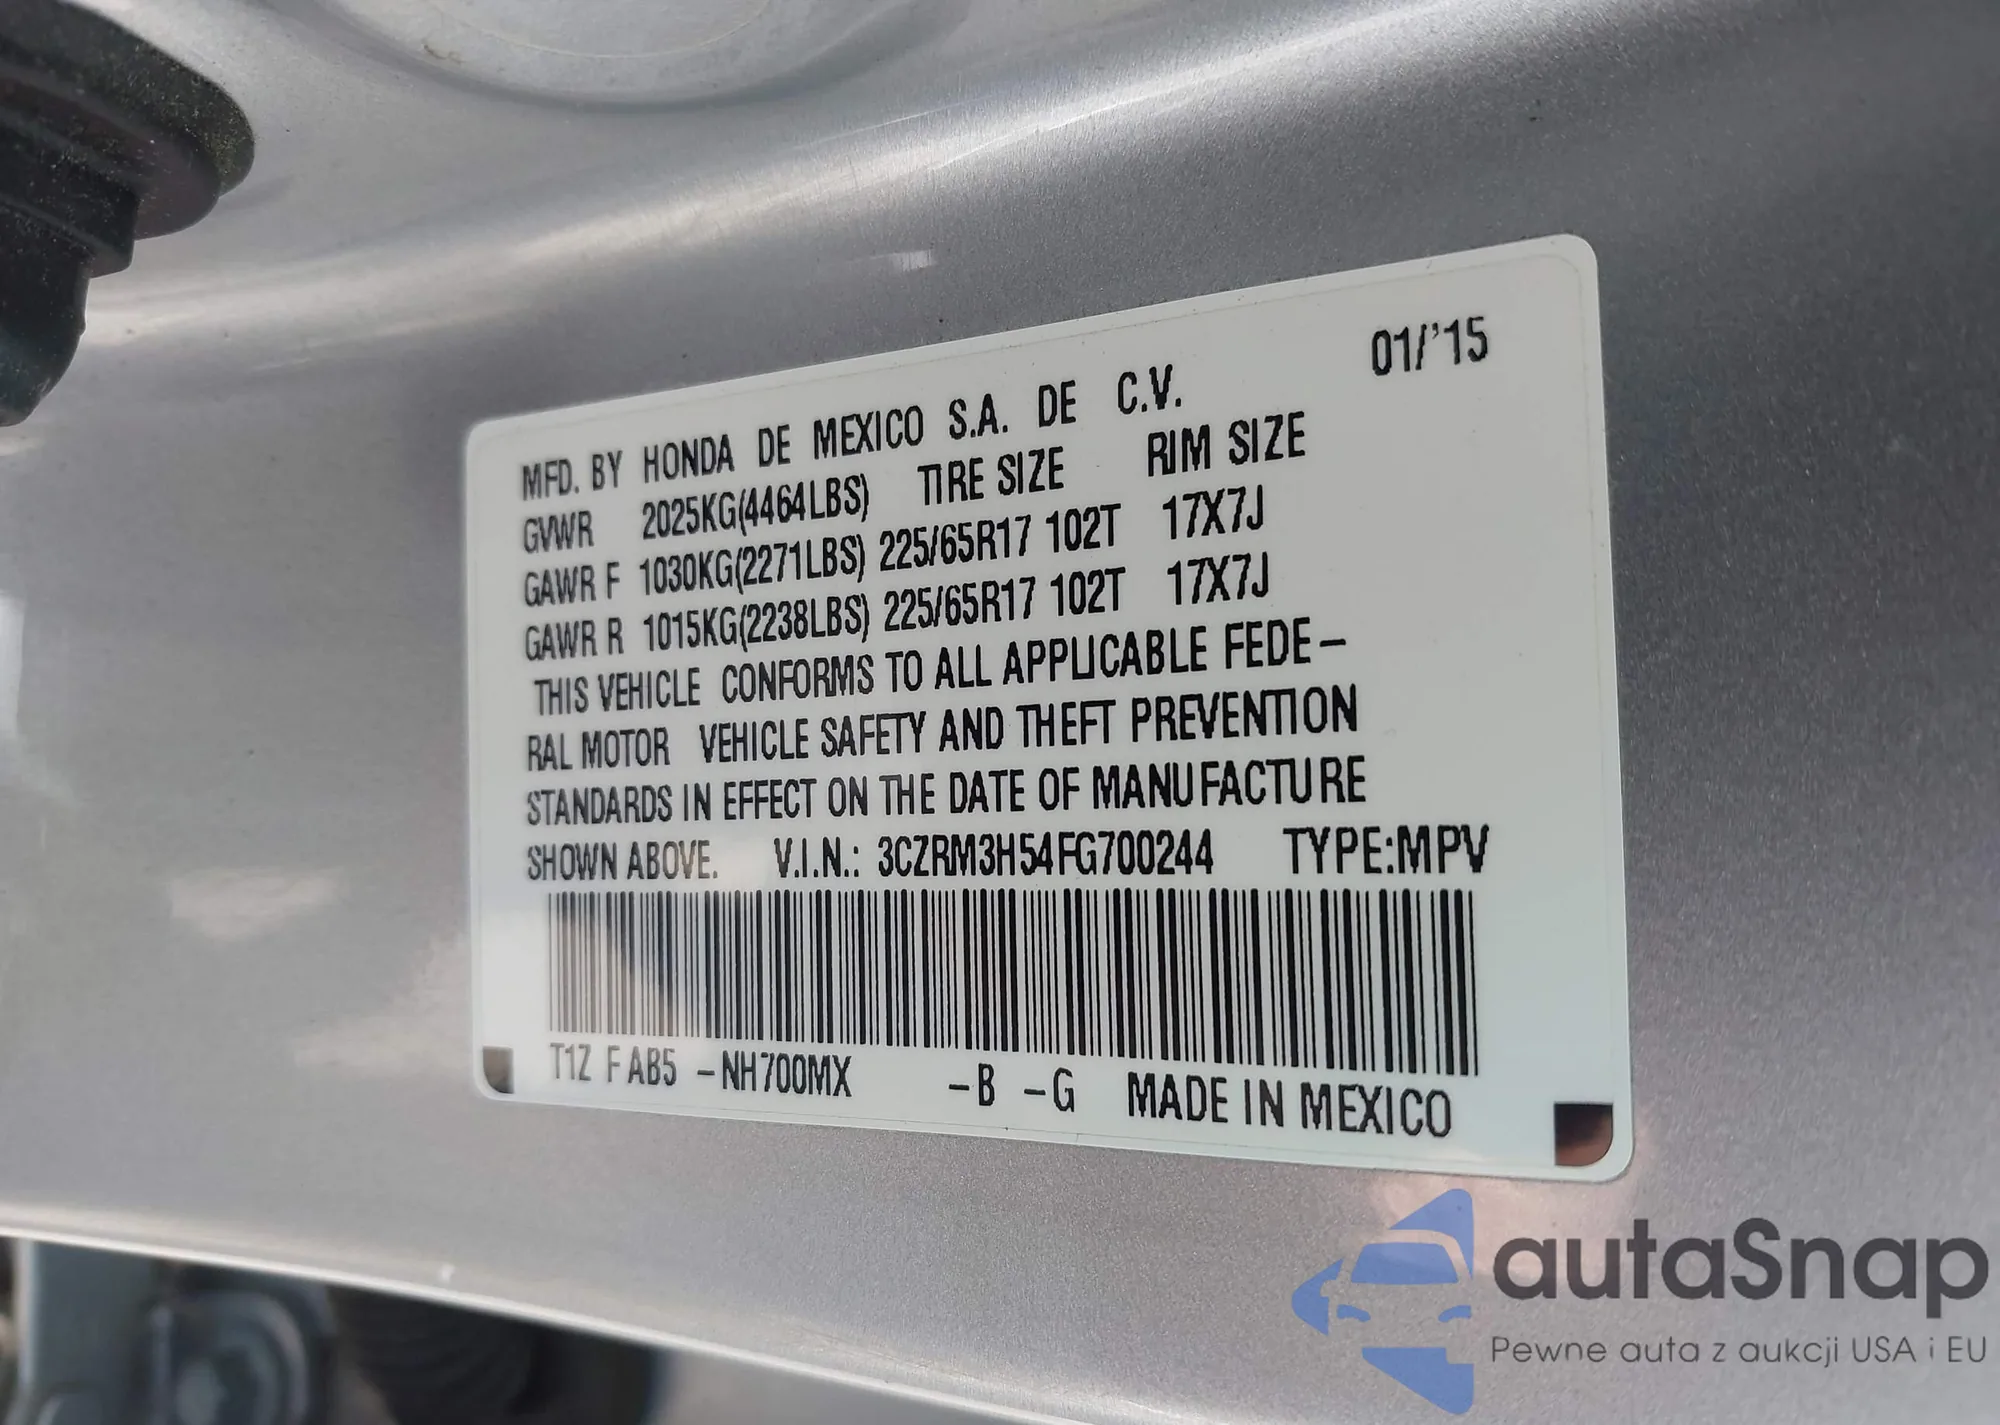 01/'15
MFD. BY HONDA DE MEXICO S.A. DE C.V.
GVWR 2025KG(4464LBS) TIRE SIZE RIM SIZE
GAWR F 1030KG(2271LBS) 225/65R17 102T 17X7J
GAWR R 1015KG(2238LBS) 225/65R17 102T 17X7J
THIS VEHICLE CONFORMS TO ALL APPLICABLE FEDE–
RAL MOTOR VEHICLE SAFETY AND THEFT PREVENTION
STANDARDS IN EFFECT ON THE DATE OF MANUFACTURE
SHOWN ABOVE. V.I.N.: 3CZRM3H54FG700244 TYPE:MPV
T1Z FAB5 –NH700MX –B –G MADE IN MEXICO
autaSnap
Pewne auta z aukcji USA i EU